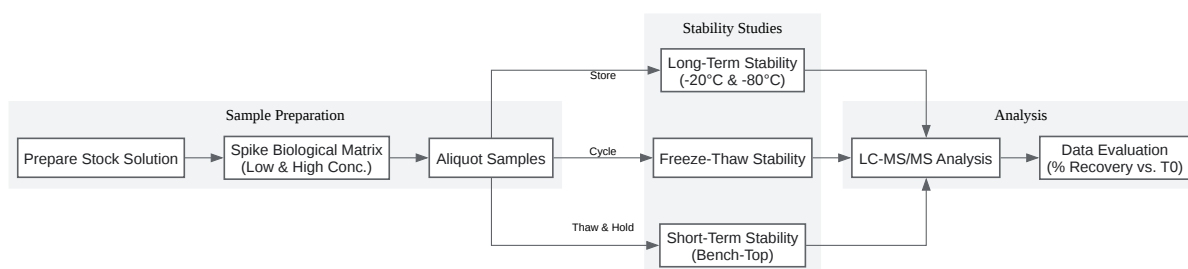 Stability Studies
Long-Term Stability
(-20°C & -80°C)
Store
Sample Preparation
Analysis
Prepare Stock Solution
Spike Biological Matrix
(Low & High Conc.)
Aliquot Samples
Cycle
Freeze-Thaw Stability
LC-MS/MS Analysis
Data Evaluation
(% Recovery vs. T0)
Thaw & Hold
Short-Term Stability
(Bench-Top)